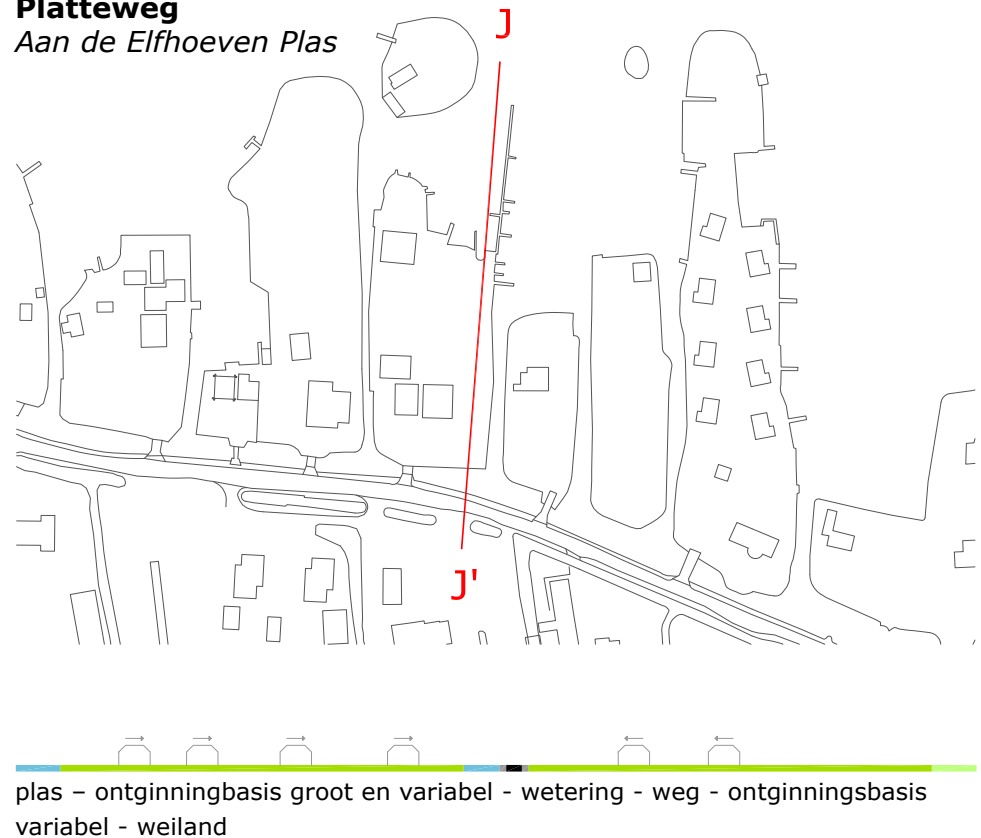 Platteweg
Aan de Elfhoeven Plas
J
J'
plas – ontginningbasis groot en variabel - wetering - weg - ontginningsbasis
variabel - weiland